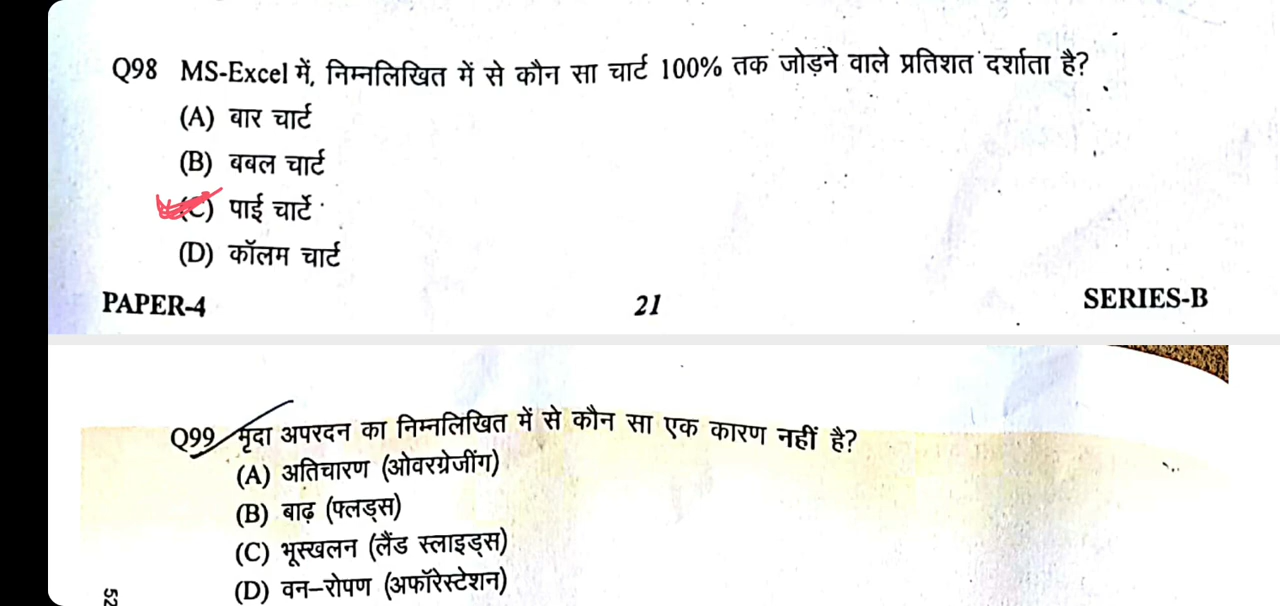 Q98 MS-Excel में, निम्नलिखित में से कौन सा चार्ट 100% तक जोड़ने वाले प्रतिशत दर्शाता है?
(A) बार चार्ट
(B) बबल चार्ट
(C) पाई चार्ट
(D) कॉलम चार्ट
PAPER-4 21 SERIES-B
Q99 मृदा अपरदन का निम्नलिखित में से कौन सा एक कारण नहीं है?
(A) अतिचारण (ओवरग्रेजींग)
(B) बाढ़ (फ्लड्स)
(C) भूस्खलन (लैंड स्लाइड्स)
(D) वन-रोपण (अफॉरेस्टेशन)
52